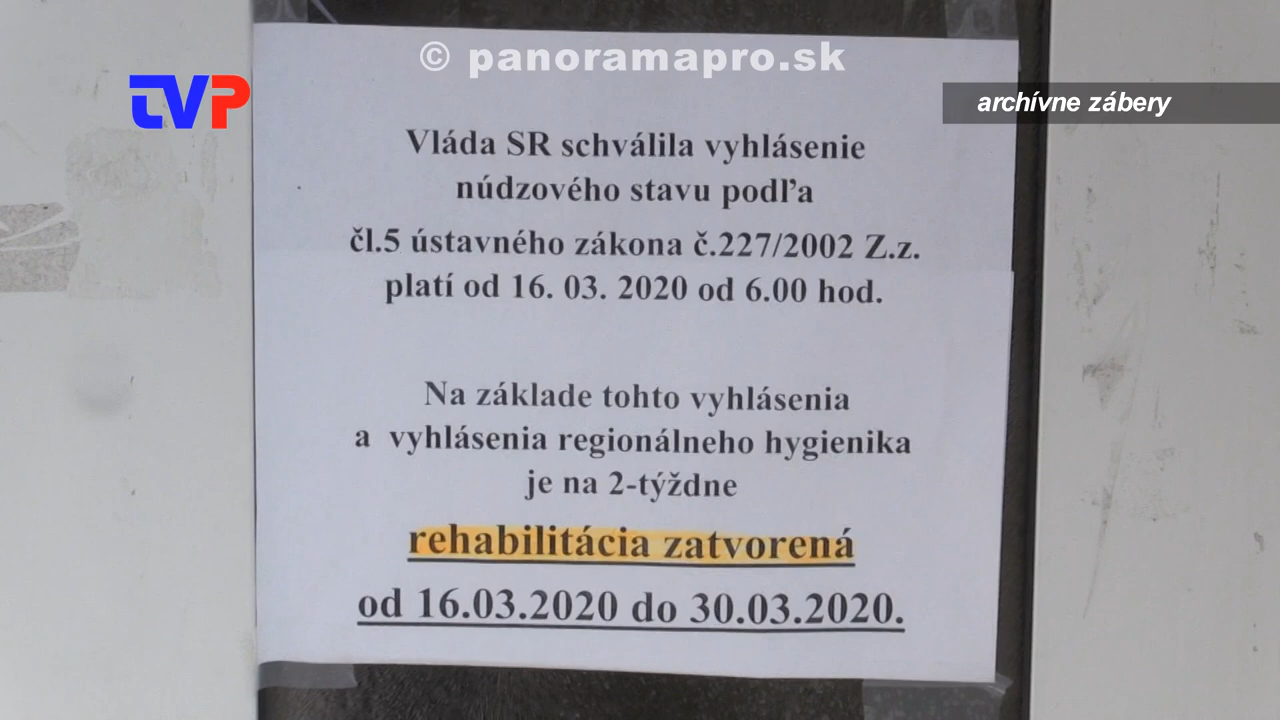 © panoramapro.sk
TVP
archívne zábery
Vláda SR schválila vyhlásenie
núdzového stavu podľa
čl.5 ústavného zákona č.227/2002 Z.z.
platí od 16. 03. 2020 od 6.00 hod.
Na základe tohto vyhlásenia
a vyhlásenia regionálneho hygienika
je na 2-týždne
rehabilitácia zatvorená
od 16.03.2020 do 30.03.2020.